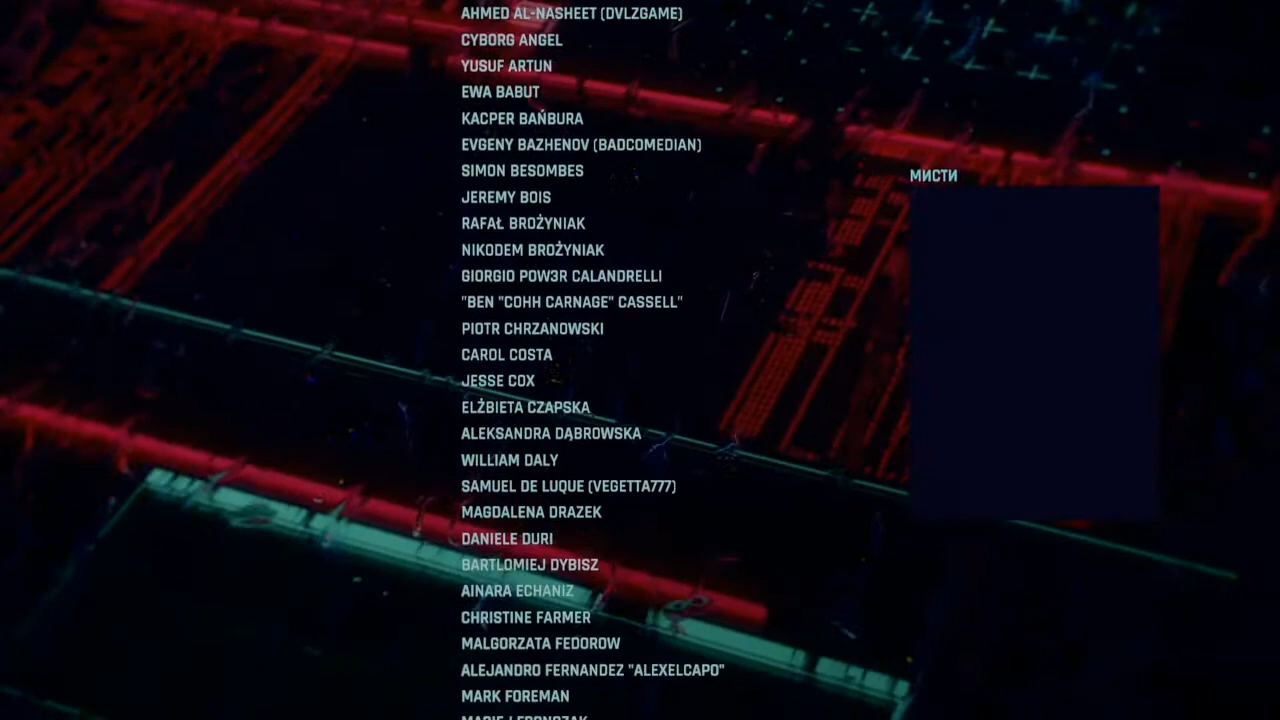 AHMED AL-NASHEET (DVLZGAME)
CYBORG ANGEL
YUSUF ARTUN
EWA BABUT
KACPER BAŃBURA
EVGENY BAZHENOV (BADCOMEDIAN)
SIMON BESOMBES
JEREMY BOIS
RAFAŁ BROŻYNIAK
NIKODEM BROŻYNIAK
GIORGIO POW3R CALANDRELLI
"BEN "COHH CARNAGE" CASSELL"
PIOTR CHRZANOWSKI
CAROL COSTA
JESSE COX
ELŻBIETA CZAPSKA
ALEKSANDRA DĄBROWSKA
WILLIAM DALY
SAMUEL DE LUQUE (VEGETTA777)
MAGDALENA DRAZEK
DANIELE DURI
BARTLOMIEJ DYBISZ
AINARA ECHANIZ
CHRISTINE FARMER
MALGORZATA FEDOROW
ALEJANDRO FERNANDEZ "ALEXELCAPO"
MARK FOREMAN
МИСТИ